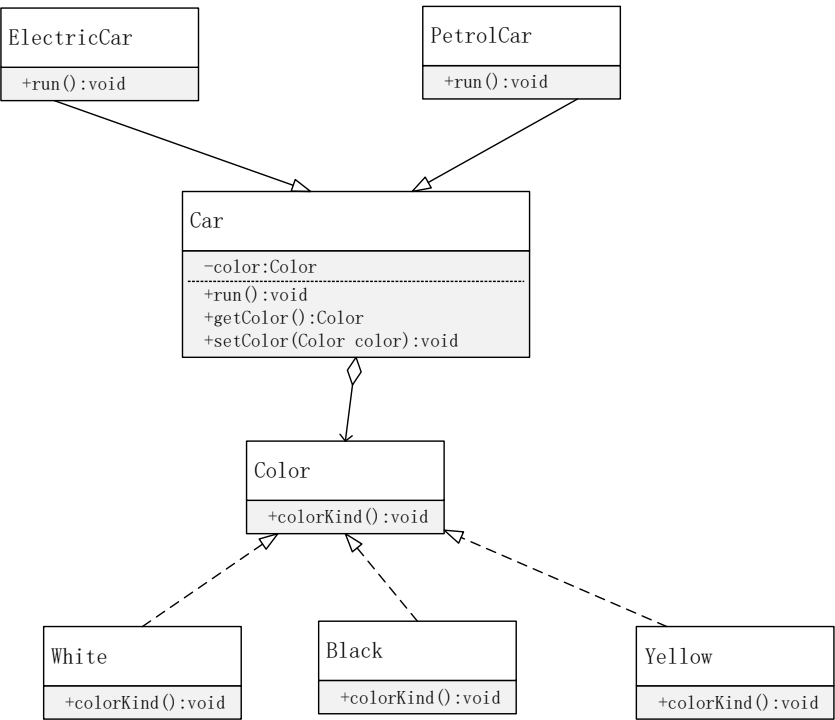 ElectricCar
+run():void
PetrolCar
+run():void
Car
-color:Color
+run():void
+getColor():Color
+setColor(Color color):void
Color
+colorKind():void
White
+colorKind():void
Black
+colorKind():void
Yellow
+colorKind():void